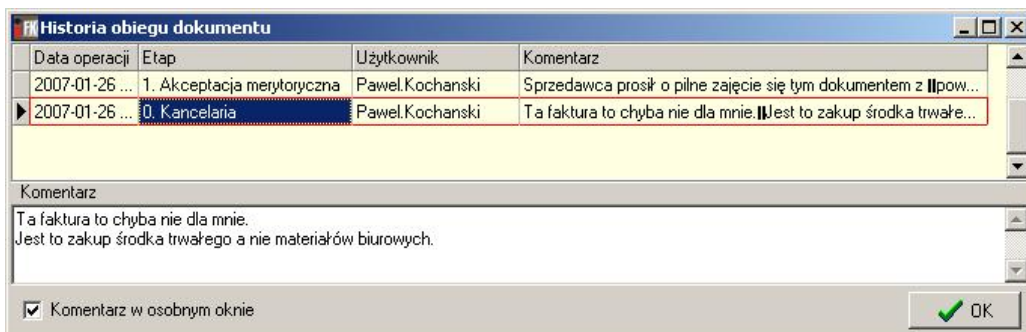 FK Historia obiegu dokumentu
Data operacji Etap Użytkownik Komentarz
2007-01-26 ... 1. Akceptacja merytoryczna Pawel.Kochanski Sprzedawca prosił o pilne zajęcie się tym dokumentem z pow...
2007-01-26 ... 0. Kancelaria Pawel.Kochanski Ta faktura to chyba nie dla mnie. Jest to zakup środka trwałe...
Komentarz
Ta faktura to chyba nie dla mnie.
Jest to zakup środka trwałego a nie materiałów biurowych.
Komentarz w osobnym oknie
OK